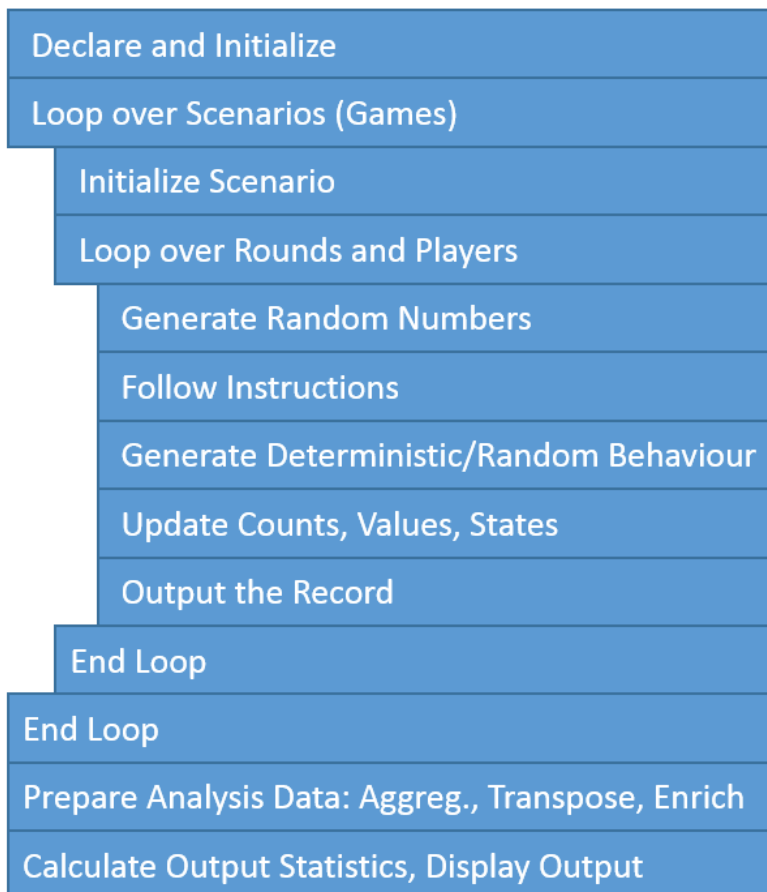 Declare and Initialize
Loop over Scenarios (Games)
Initialize Scenario
Loop over Rounds and Players
Generate Random Numbers
Follow Instructions
Generate Deterministic/Random Behaviour
Update Counts, Values, States
Output the Record
End Loop
End Loop
Prepare Analysis Data: Aggreg., Transpose, Enrich
Calculate Output Statistics, Display Output